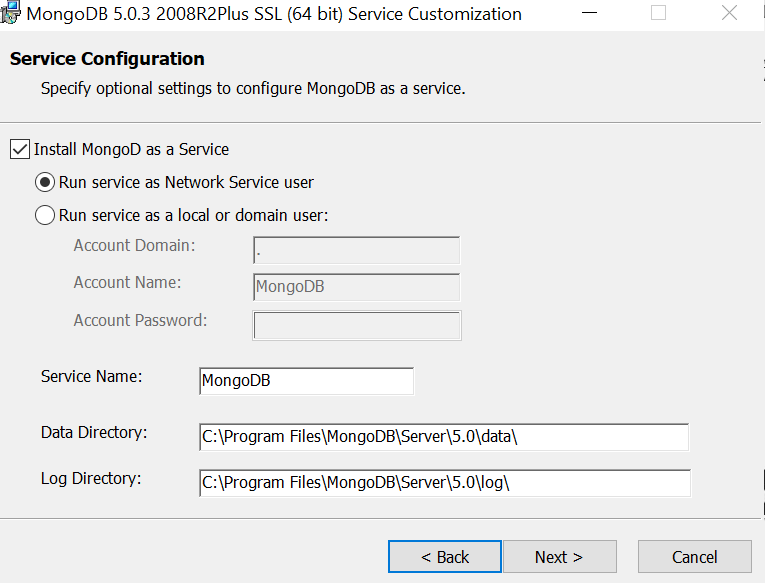 MongoDB 5.0.3 2008R2Plus SSL (64 bit) Service Customization
Service Configuration
Specify optional settings to configure MongoDB as a service.
Install MongoD as a Service
Run service as Network Service user
Run service as a local or domain user:
Account Domain: .
Account Name: MongoDB
Account Password:
Service Name: MongoDB
Data Directory: C:\Program Files\MongoDB\Server\5.0\data\
Log Directory: C:\Program Files\MongoDB\Server\5.0\log\
< Back Next > Cancel